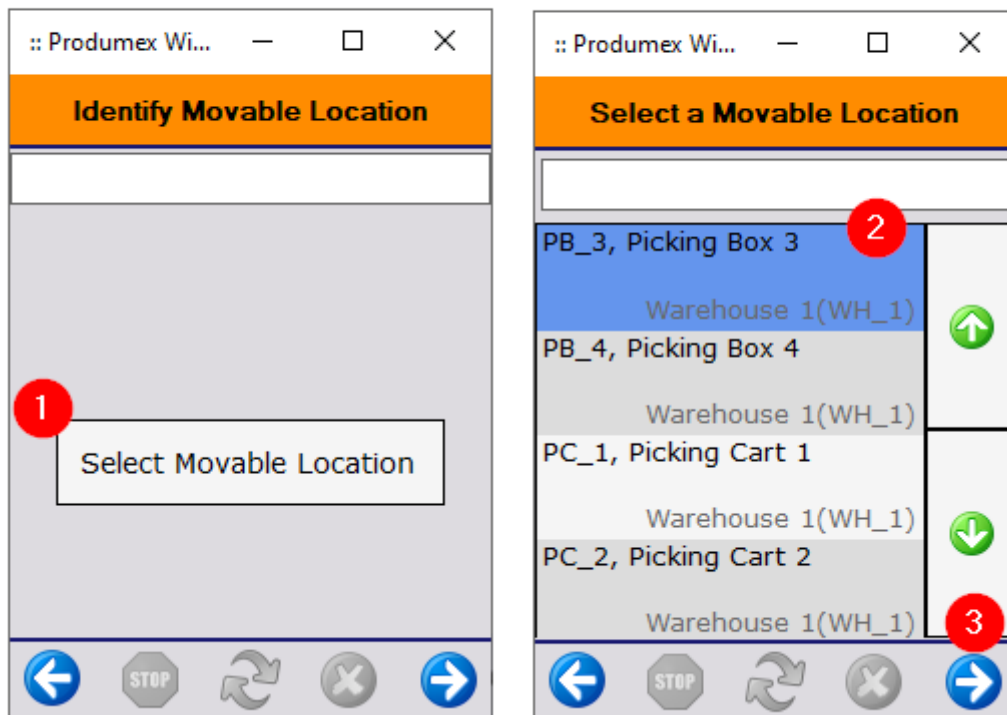 :: Produmex Wi...
Identify Movable Location
1
Select Movable Location
STOP
:: Produmex Wi...
Select a Movable Location
2
PB_3, Picking Box 3
Warehouse 1(WH_1)
PB_4, Picking Box 4
Warehouse 1(WH_1)
PC_1, Picking Cart 1
Warehouse 1(WH_1)
PC_2, Picking Cart 2
Warehouse 1(WH_1)
3
STOP